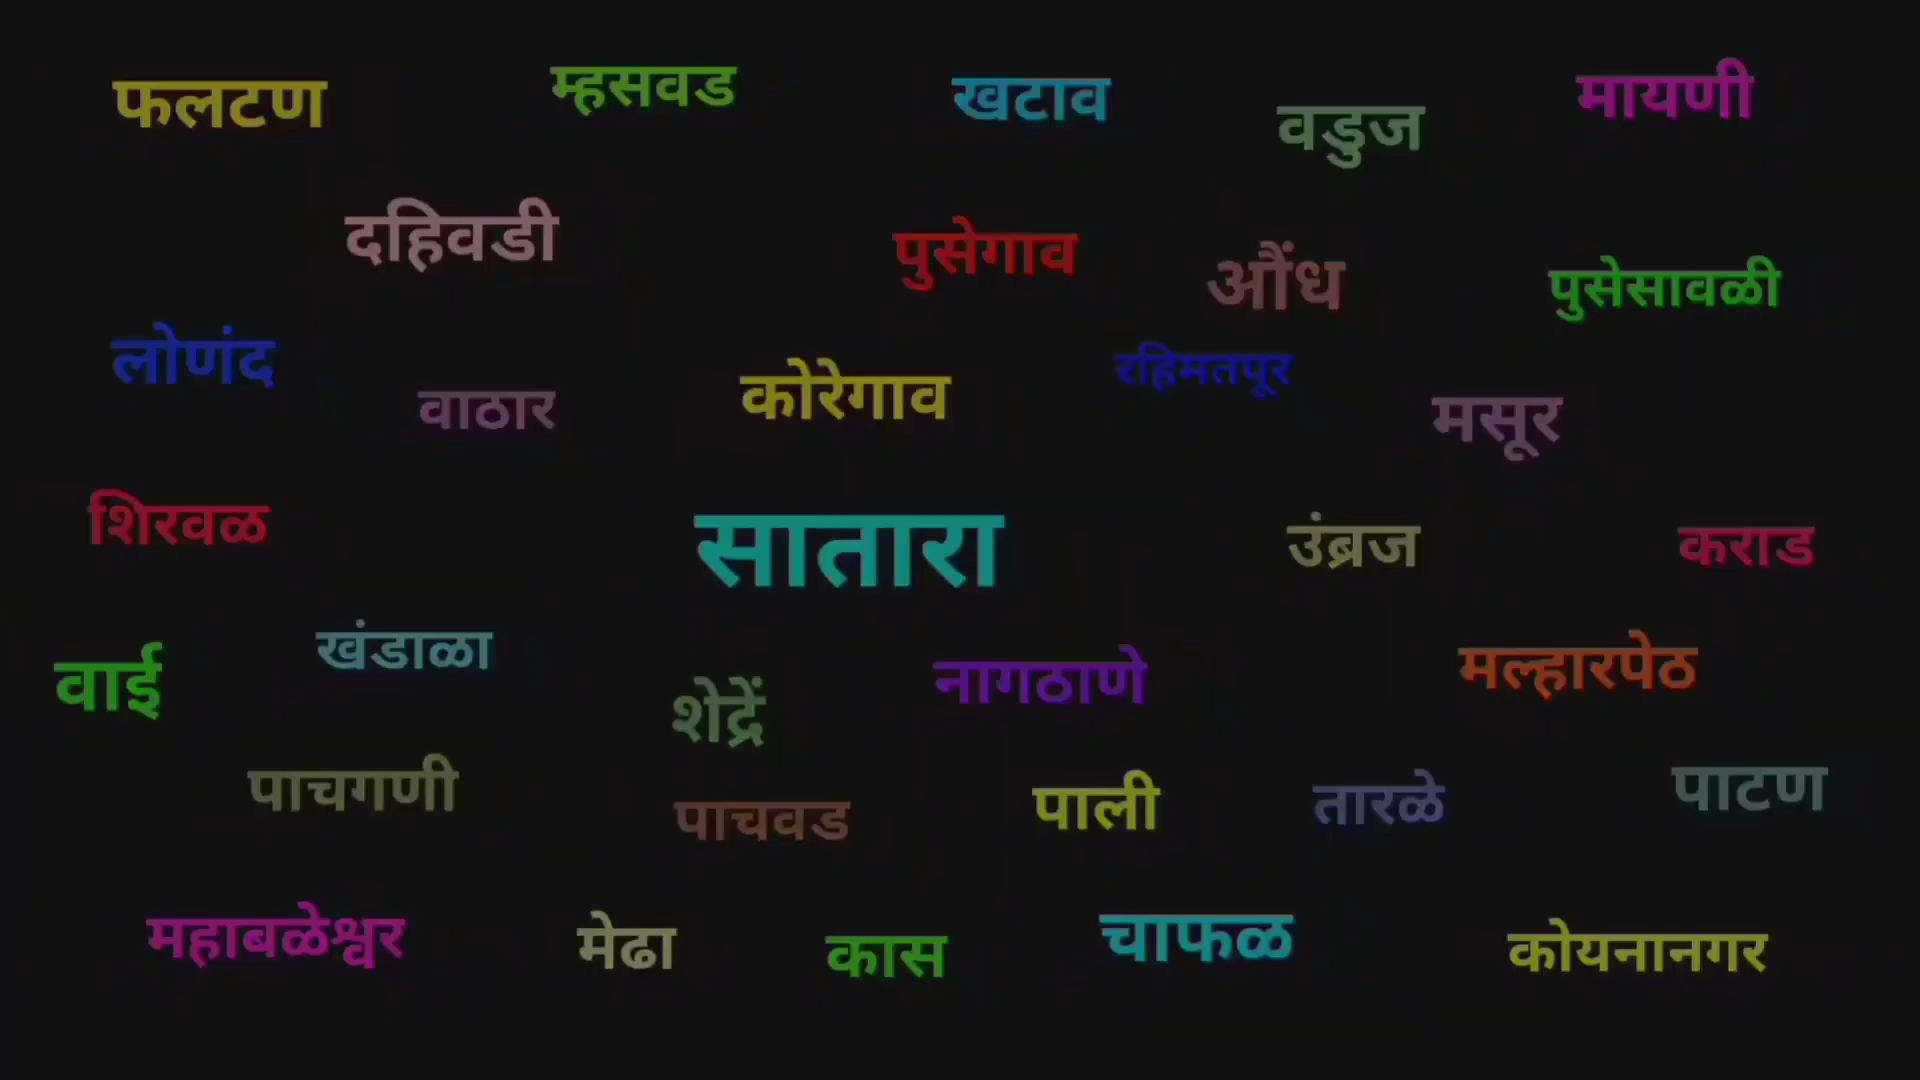 फलटण
म्हसवड
खटाव
वडुज
मायणी
दहिवडी
पुसेगाव
औंध
पुसेसावळी
लोणंद
वाठार
कोरेगाव
रहिमतपूर
मसूर
शिरवळ
सातारा
उंब्रज
कराड
वाई
खंडाळा
शेद्रें
नागठाणे
मल्हारपेठ
पाचगणी
पाचवड
पाली
तारळे
पाटण
महाबळेश्वर
मेढा
कास
चाफळ
कोयनानगर